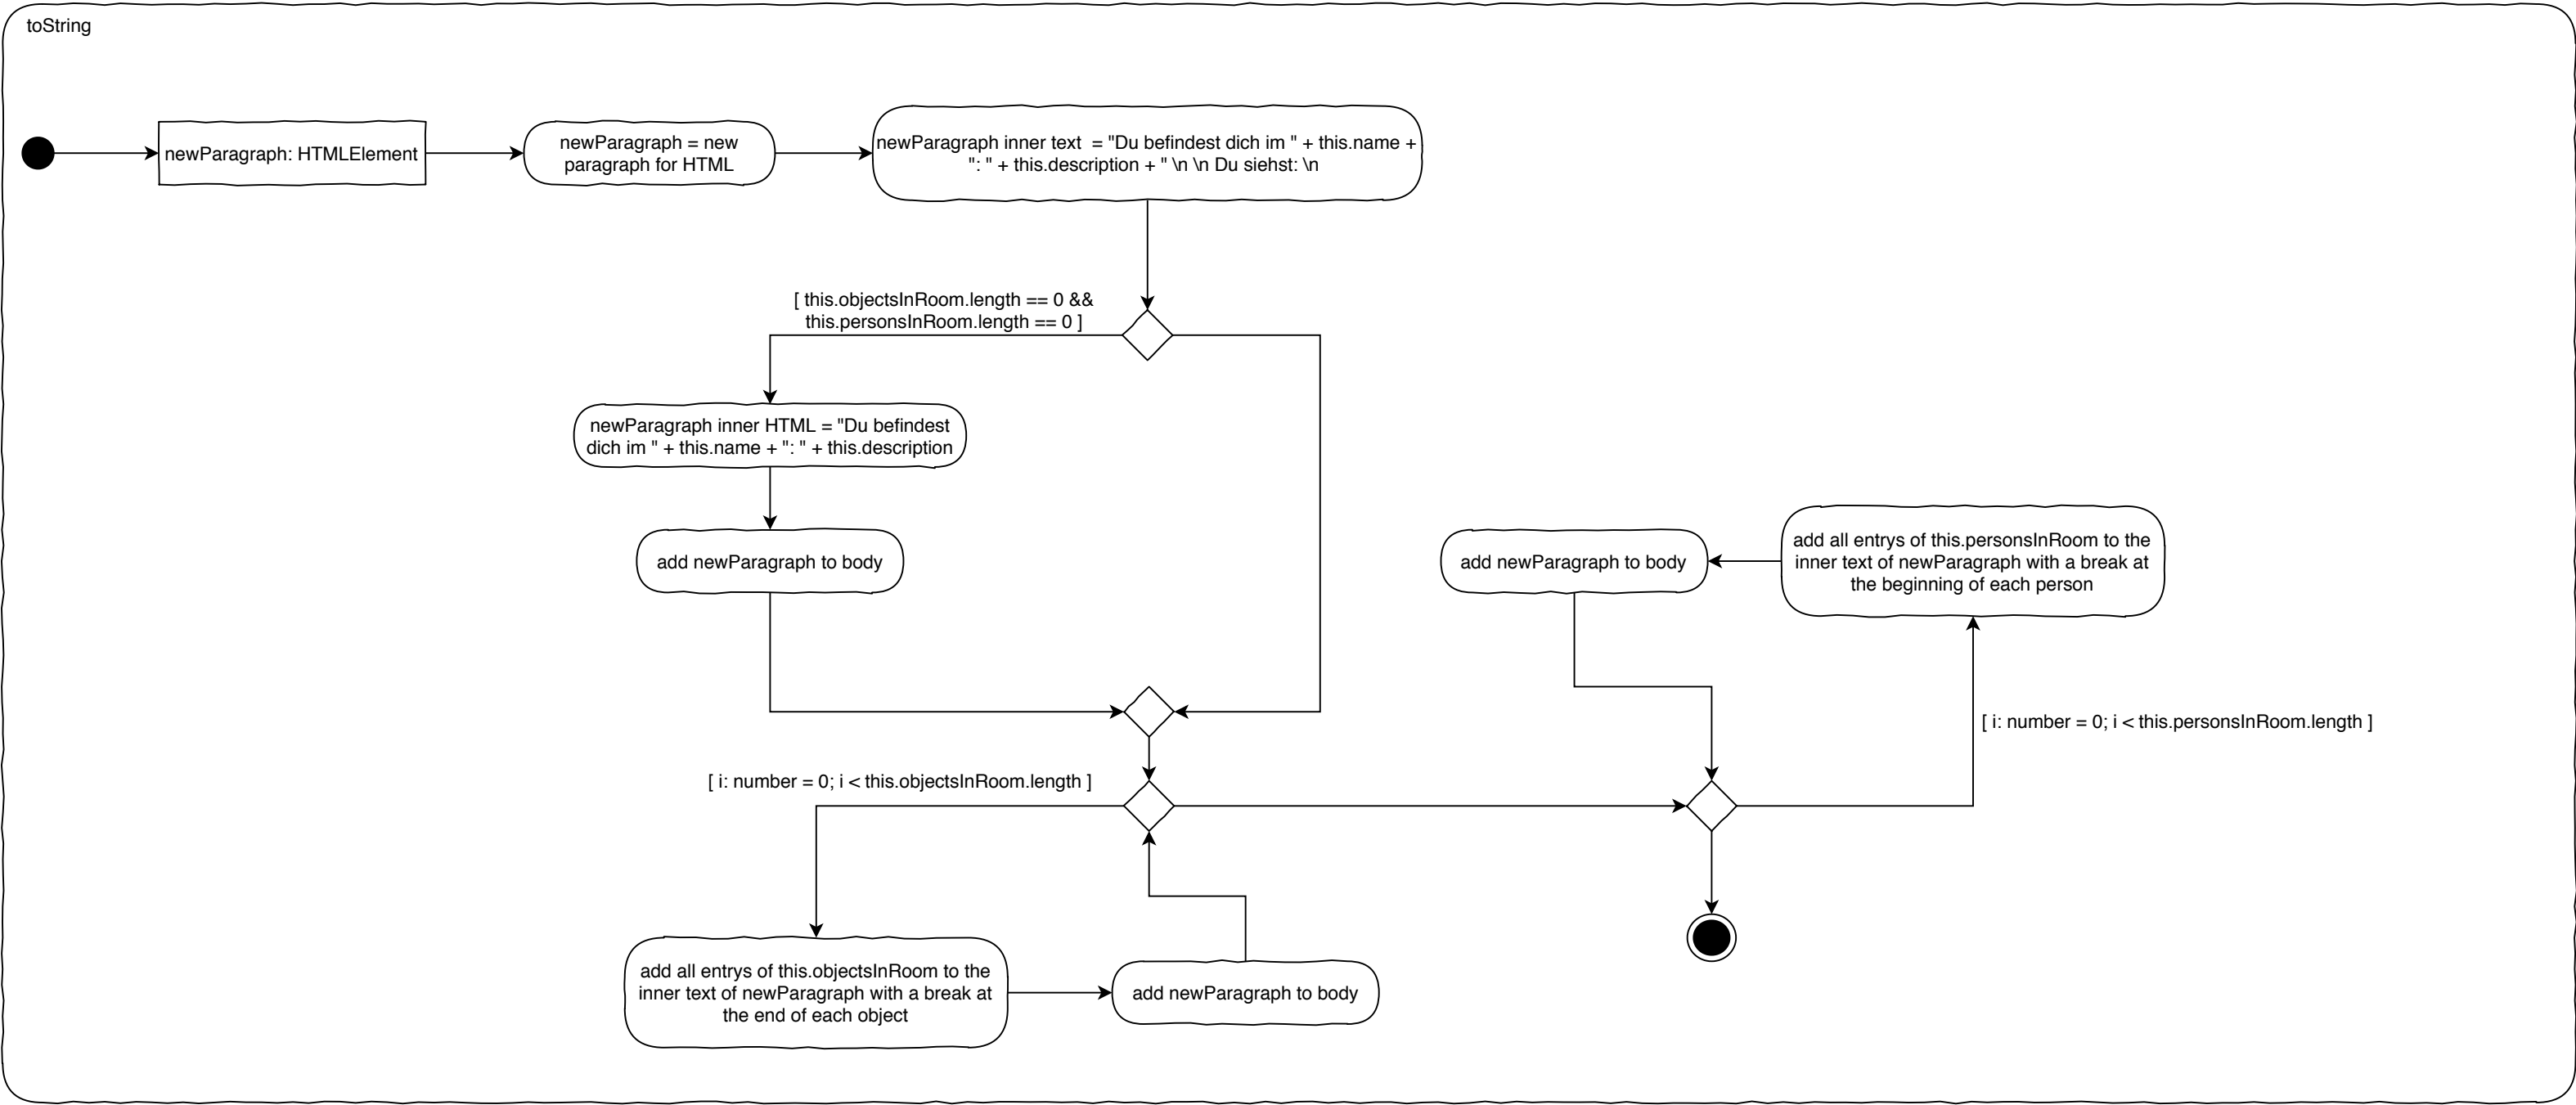 toString
newParagraph: HTMLElement
newParagraph = new
paragraph for HTML
newParagraph inner text  = "Du befindest dich im " + this.name +
": " + this.description + " \n \n Du siehst: \n
[ this.objectsInRoom.length == 0 &&
this.personsInRoom.length == 0 ]
newParagraph inner HTML = "Du befindest
dich im " + this.name + ": " + this.description
add newParagraph to body
add newParagraph to body
add all entrys of this.personsInRoom to the
inner text of newParagraph with a break at
the beginning of each person
[ i: number = 0; i < this.personsInRoom.length ]
[ i: number = 0; i < this.objectsInRoom.length ]
add all entrys of this.objectsInRoom to the
inner text of newParagraph with a break at
the end of each object
add newParagraph to body